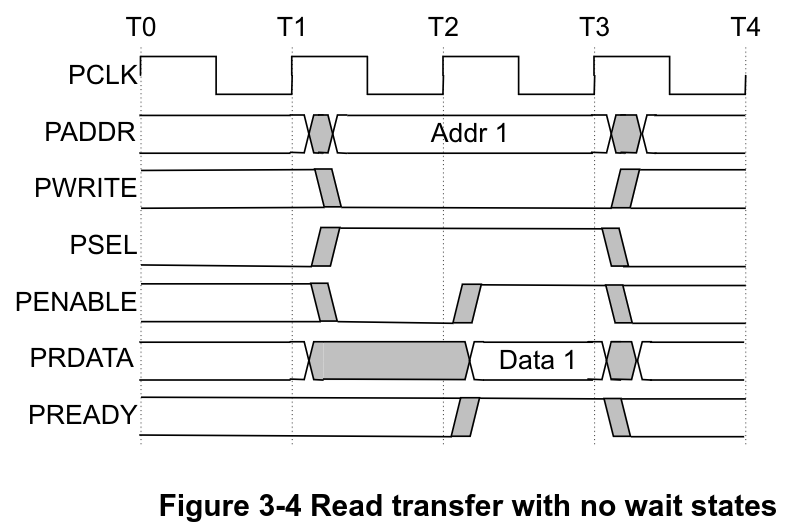 T0 T1 T2 T3 T4
PCLK
PADDR Addr 1
PWRITE
PSEL
PENABLE
PRDATA Data 1
PREADY
Figure 3-4 Read transfer with no wait states